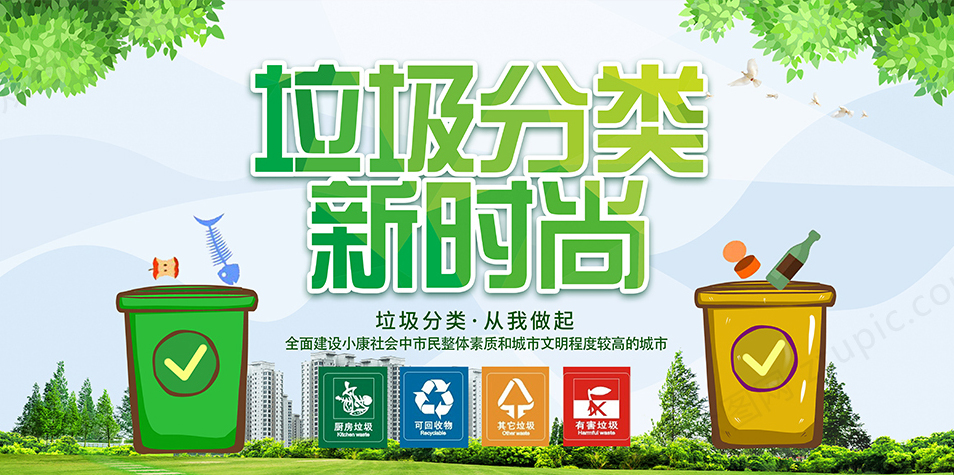 垃圾分类
新时尚
垃圾分类·从我做起
全面建设小康社会中市民整体素质和城市文明程度较高的城市
厨房垃圾
Kitchen waste
可回收物
Recyclable
其它垃圾
Other waste
有害垃圾
Harmful waste